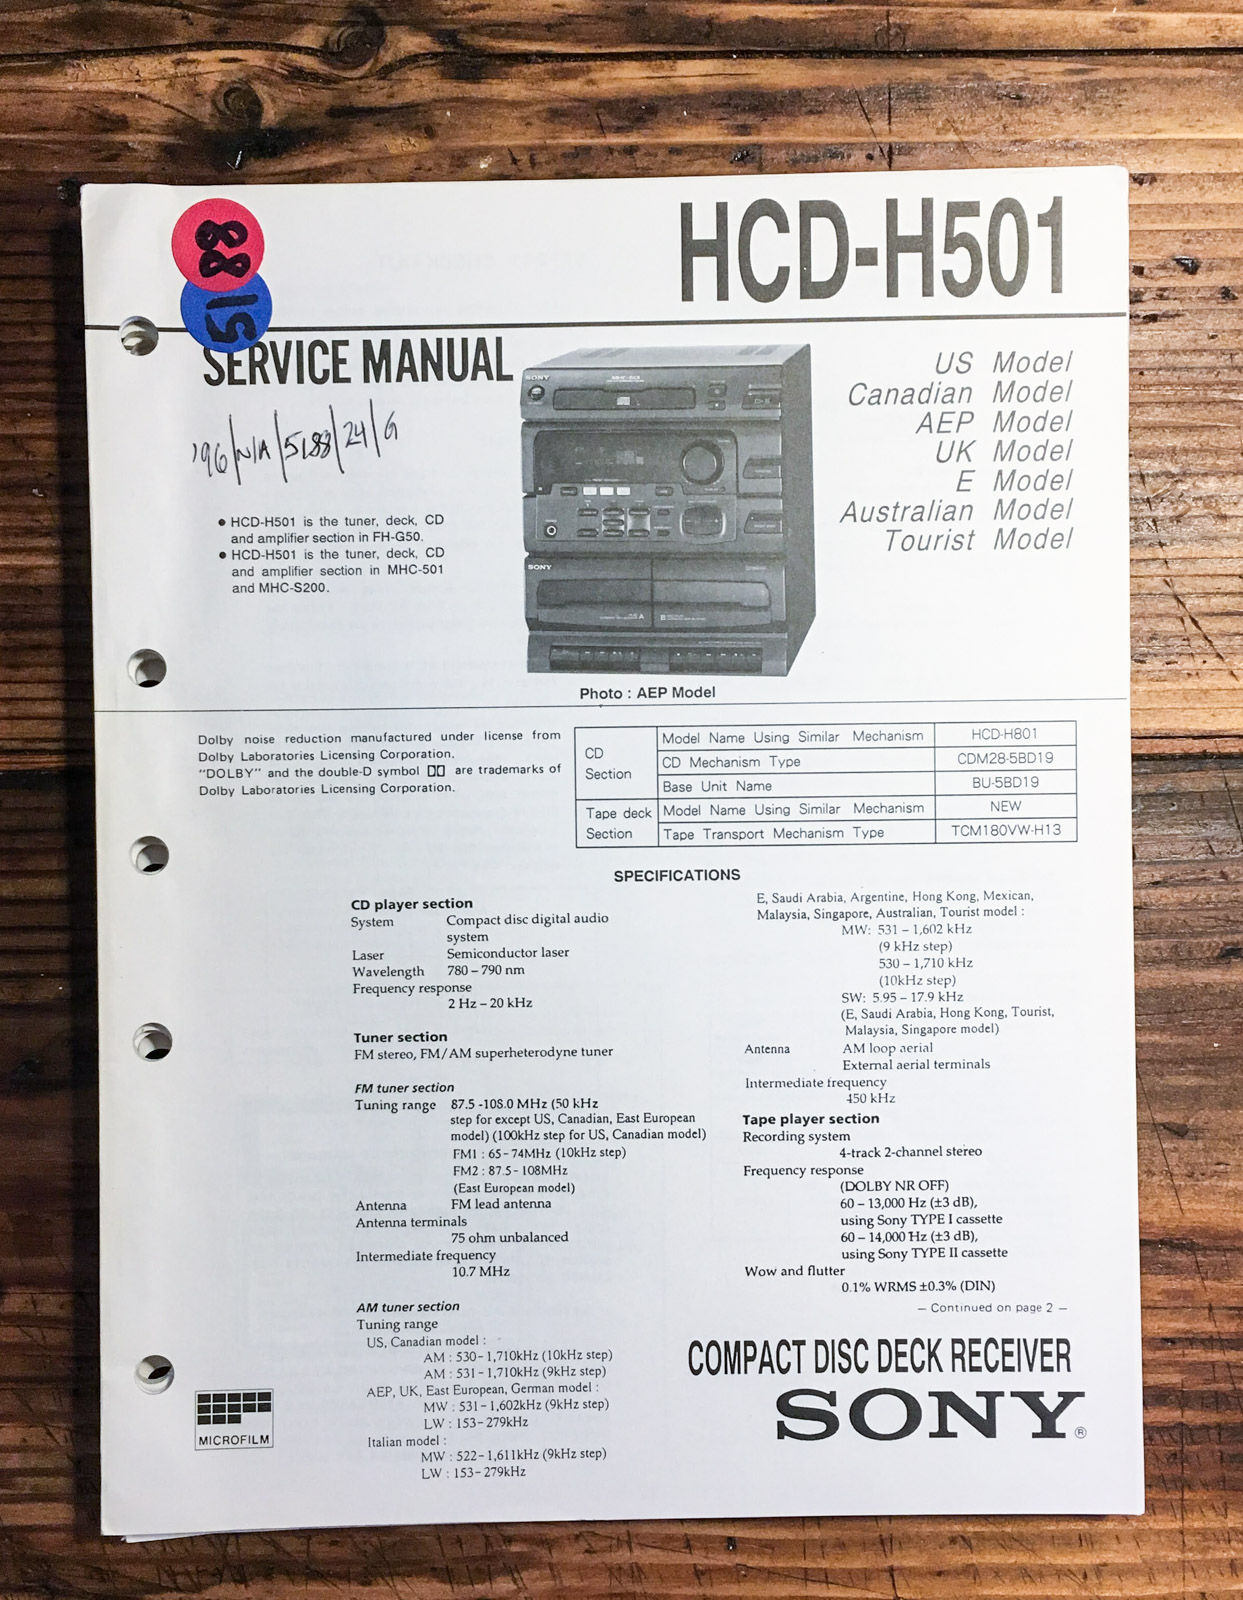 88
51
HCD-H501
SERVICE MANUAL
'96/N/A/5188/24/G
US Model
Canadian Model
AEP Model
UK Model
E Model
Australian Model
Tourist Model
● HCD-H501 is the tuner, deck, CD
and amplifier section in FH-G50.
● HCD-H501 is the tuner, deck, CD
and amplifier section in MHC-501
and MHC-S200.
SONY
SONY
A
B
Photo : AEP Model
Dolby noise reduction manufactured under license from
Dolby Laboratories Licensing Corporation.
"DOLBY" and the double-D symbol are trademarks of
Dolby Laboratories Licensing Corporation.
CD Section
Model Name Using Similar Mechanism HCD-H801
CD Mechanism Type CDM28-5BD19
Base Unit Name BU-5BD19
Tape deck Section
Model Name Using Similar Mechanism NEW
Tape Transport Mechanism Type TCM180VW-H13
SPECIFICATIONS
CD player section
System Compact disc digital audio
system
Laser Semiconductor laser
Wavelength 780 – 790 nm
Frequency response
2 Hz – 20 kHz
Tuner section
FM stereo, FM/AM superheterodyne tuner
FM tuner section
Tuning range 87.5 -108.0 MHz (50 kHz
step for except US, Canadian, East European
model) (100kHz step for US, Canadian model)
FM1 : 65 - 74MHz (10kHz step)
FM2 : 87.5 - 108MHz
(East European model)
Antenna FM lead antenna
Antenna terminals
75 ohm unbalanced
Intermediate frequency
10.7 MHz
AM tuner section
Tuning range
US, Canadian model :
AM : 530 - 1,710kHz (10kHz step)
AM : 531 - 1,710kHz (9kHz step)
AEP, UK, East European, German model :
MW : 531 - 1,602kHz (9kHz step)
LW : 153 - 279kHz
Italian model :
MW : 522 - 1,611kHz (9kHz step)
LW : 153 - 279kHz
E, Saudi Arabia, Argentine, Hong Kong, Mexican,
Malaysia, Singapore, Australian, Tourist model :
MW: 531 – 1,602 kHz
(9 kHz step)
530 – 1,710 kHz
(10kHz step)
SW: 5.95 – 17.9 kHz
(E, Saudi Arabia, Hong Kong, Tourist,
Malaysia, Singapore model)
Antenna AM loop aerial
External aerial terminals
Intermediate frequency
450 kHz
Tape player section
Recording system
4-track 2-channel stereo
Frequency response
(DOLBY NR OFF)
60 – 13,000 Hz (±3 dB),
using Sony TYPE I cassette
60 – 14,000 Hz (±3 dB),
using Sony TYPE II cassette
Wow and flutter
0.1% WRMS ±0.3% (DIN)
– Continued on page 2 –
MICROFILM
COMPACT DISC DECK RECEIVER
SONY®